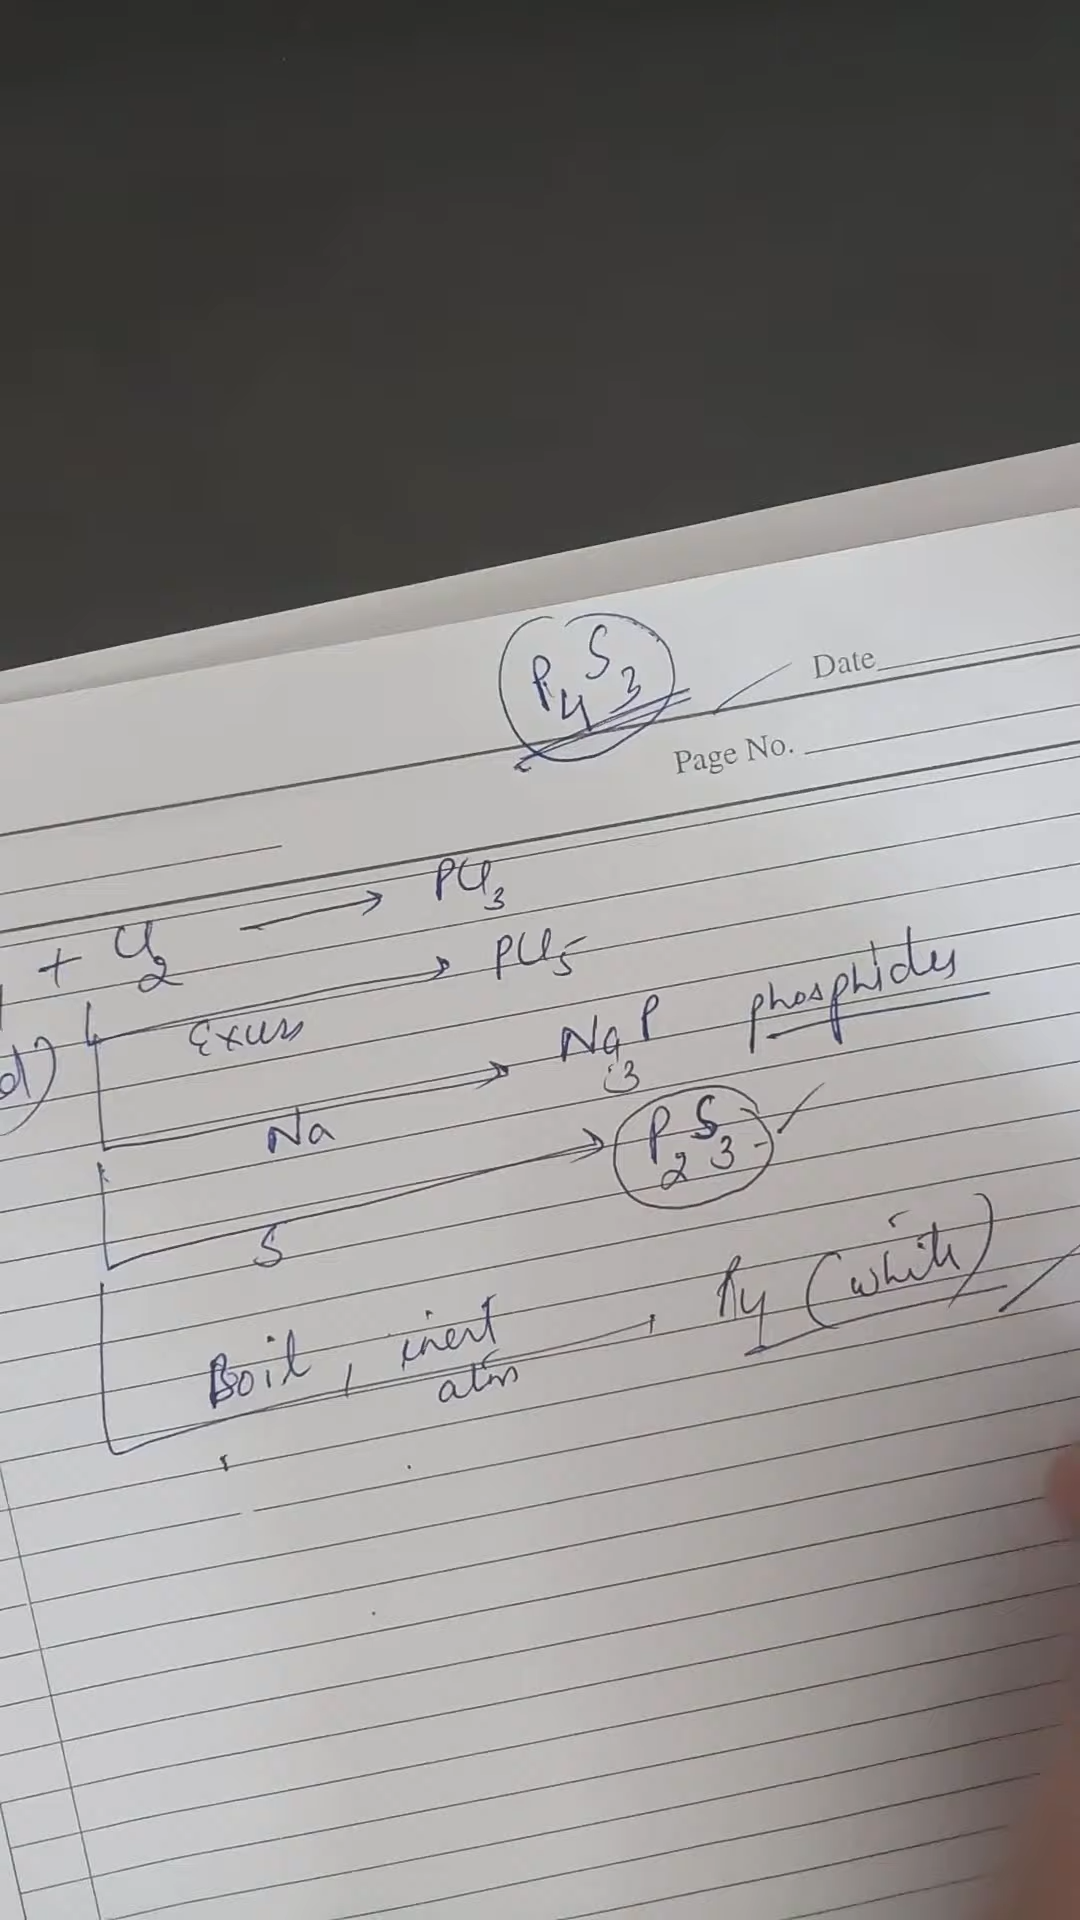 P4S3
Date
Page No.
+ Cl2 → PCl3
Excess → PCl5
d)
Na → Na3P phosphides
S → P2S3
Boil, inert atm → P4 (white)